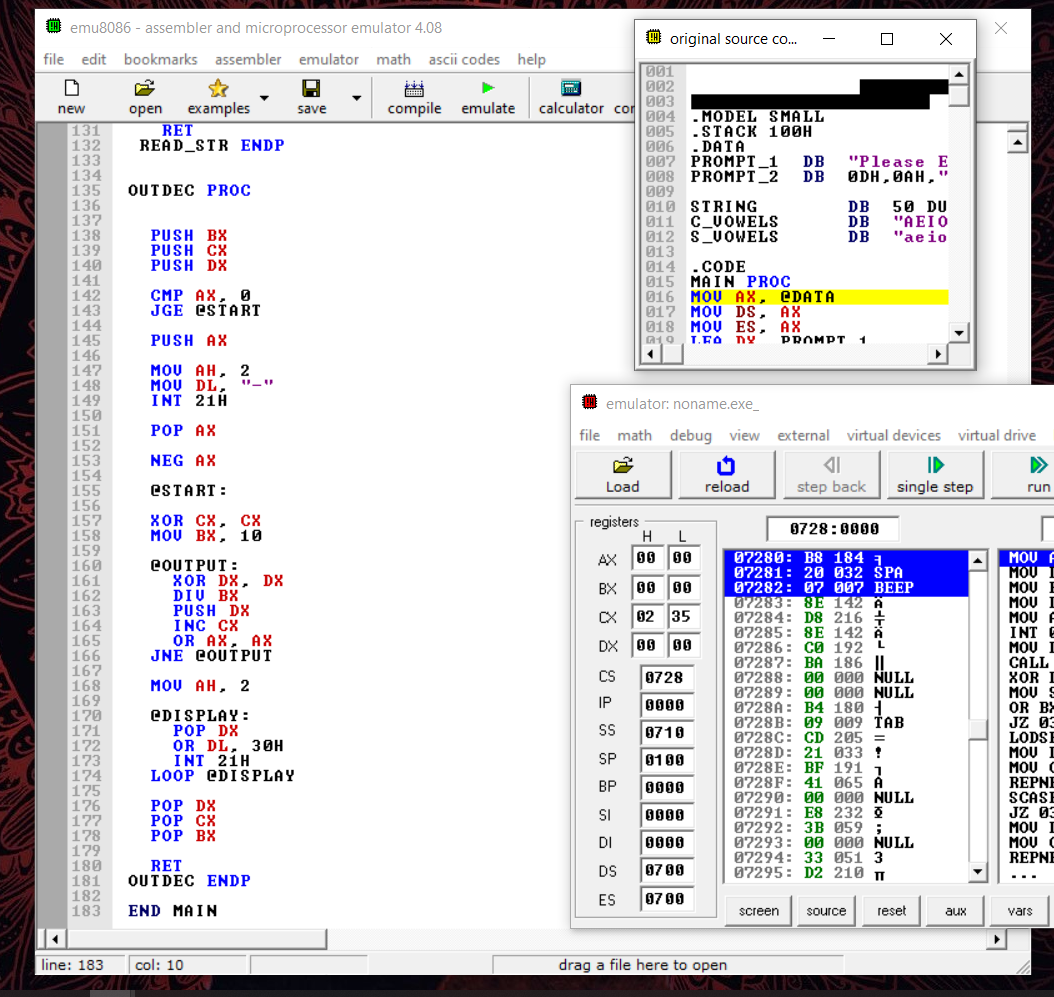 emu8086 - assembler and microprocessor emulator 4.08
file edit bookmarks assembler emulator math ascii codes help
new open examples save compile emulate calculator con
131 RET
132 READ_STR ENDP
133
134
135 OUTDEC PROC
136
137
138 PUSH BX
139 PUSH CX
140 PUSH DX
141
142 CMP AX, 0
143 JGE @START
144
145 PUSH AX
146
147 MOV AH, 2
148 MOV DL, "-"
149 INT 21H
150
151 POP AX
152
153 NEG AX
154
155 @START:
156
157 XOR CX, CX
158 MOV BX, 10
159
160 @OUTPUT:
161 XOR DX, DX
162 DIV BX
163 PUSH DX
164 INC CX
165 OR AX, AX
166 JNE @OUTPUT
167
168 MOV AH, 2
169
170 @DISPLAY:
171 POP DX
172 OR DL, 30H
173 INT 21H
174 LOOP @DISPLAY
175
176 POP DX
177 POP CX
178 POP BX
179
180 RET
181 OUTDEC ENDP
182
183 END MAIN
line: 183 col: 10 drag a file here to open
original source co...
001
002
003
004 .MODEL SMALL
005 .STACK 100H
006 .DATA
007 PROMPT_1 DB "Please E
008 PROMPT_2 DB 0DH,0AH,"
009
010 STRING DB 50 DU
011 C_VOWELS DB "AEIO
012 S_VOWELS DB "aeio
013
014 .CODE
015 MAIN PROC
016 MOV AX, @DATA
017 MOV DS, AX
018 MOV ES, AX
019 LEA DX, PROMPT_1
emulator: noname.exe_
file math debug view external virtual devices virtual drive
Load reload step back single step run
registers
H L
AX 00 00
BX 00 00
CX 02 35
DX 00 00
CS 0728
IP 0000
SS 0710
SP 0100
BP 0000
SI 0000
DI 0000
DS 0700
ES 0700
0728:0000
07280: B8 184 ╕
07281: 20 032 SPA
07282: 07 007 BEEP
07283: 8E 142 Ä
07284: D8 216 ╪
07285: 8E 142 Ä
07286: C0 192 └
07287: BA 186 ║
07288: 00 000 NULL
07289: 00 000 NULL
0728A: B4 180 ┤
0728B: 09 009 TAB
0728C: CD 205 =
0728D: 21 033 !
0728E: BF 191 ┐
0728F: 41 065 A
07290: 00 000 NULL
07291: E8 232 Φ
07292: 3B 059 ;
07293: 00 000 NULL
07294: 33 051 3
07295: D2 210 ╥
MOV A
MOV
MOV
MOV
MOV
INT
MOV
CALL
XOR
MOV
OR BX
JZ 03
LODSB
MOV
MOV
REPNE
SCASB
JZ 03
MOV
MOV
REPNE
...
screen source reset aux vars